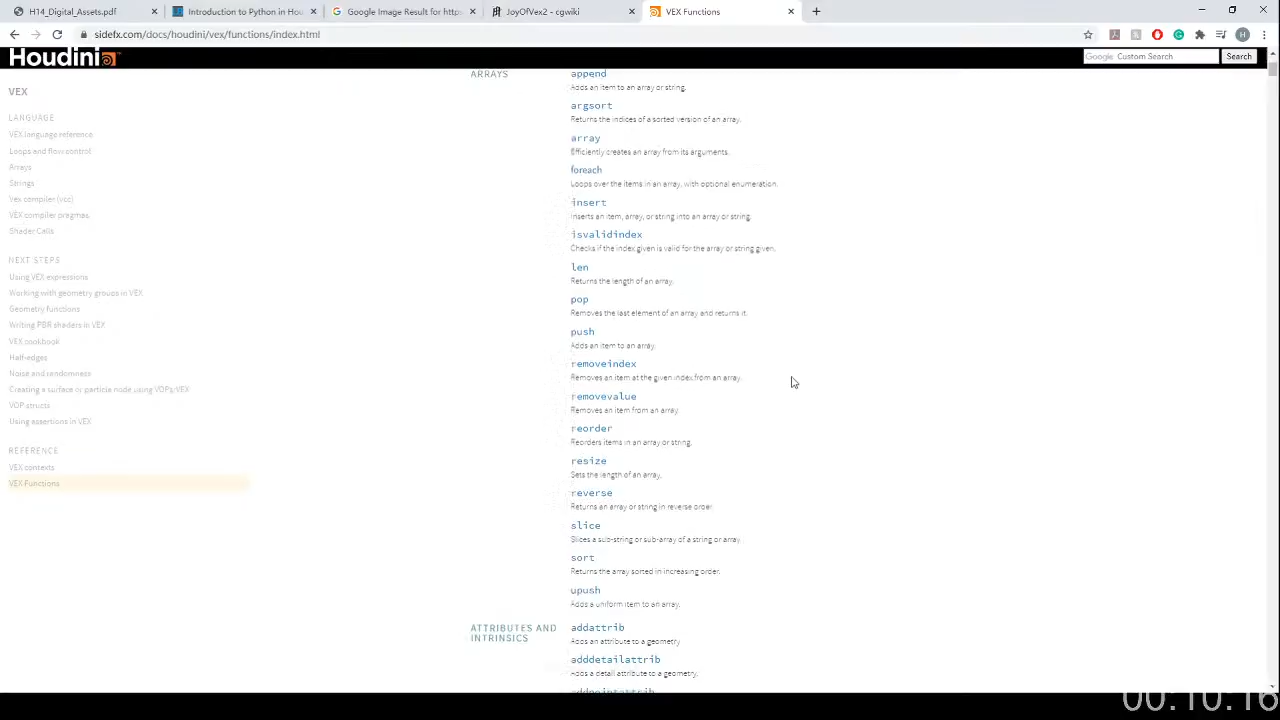 H14_Digital_Assets.pdf
Introduction to Python in Hou
Google Image Result for https:
JoyOfVex2 - cgwiki
VEX Functions
sidefx.com/docs/houdini/vex/functions/index.html
Houdini
Google Custom Search
Search
VEX
LANGUAGE
VEX language reference
Loops and flow control
Arrays
Strings
Vex compiler (vcc)
VEX compiler pragmas
Shader Calls
NEXT STEPS
Using VEX expressions
Working with geometry groups in VEX
Geometry functions
Writing PBR shaders in VEX
VEX cookbook
Half-edges
Noise and randomness
Creating a surface or particle node using VOPs/VEX
VOP structs
Using assertions in VEX
REFERENCE
VEX contexts
VEX Functions
ARRAYS
append
Adds an item to an array or string.
argsort
Returns the indices of a sorted version of an array.
array
Efficiently creates an array from its arguments.
foreach
Loops over the items in an array, with optional enumeration.
insert
Inserts an item, array, or string into an array or string.
isvalidindex
Checks if the index given is valid for the array or string given.
len
Returns the length of an array.
pop
Removes the last element of an array and returns it.
push
Adds an item to an array.
removeindex
Removes an item at the given index from an array.
removevalue
Removes an item from an array.
reorder
Reorders items in an array or string.
resize
Sets the length of an array.
reverse
Returns an array or string in reverse order.
slice
Slices a sub-string or sub-array of a string or array.
sort
Returns the array sorted in increasing order.
upush
Adds a uniform item to an array.
ATTRIBUTES AND
INTRINSICS
addattrib
Adds an attribute to a geometry.
adddetailattrib
Adds a detail attribute to a geometry.
addpointattrib
00:10:16